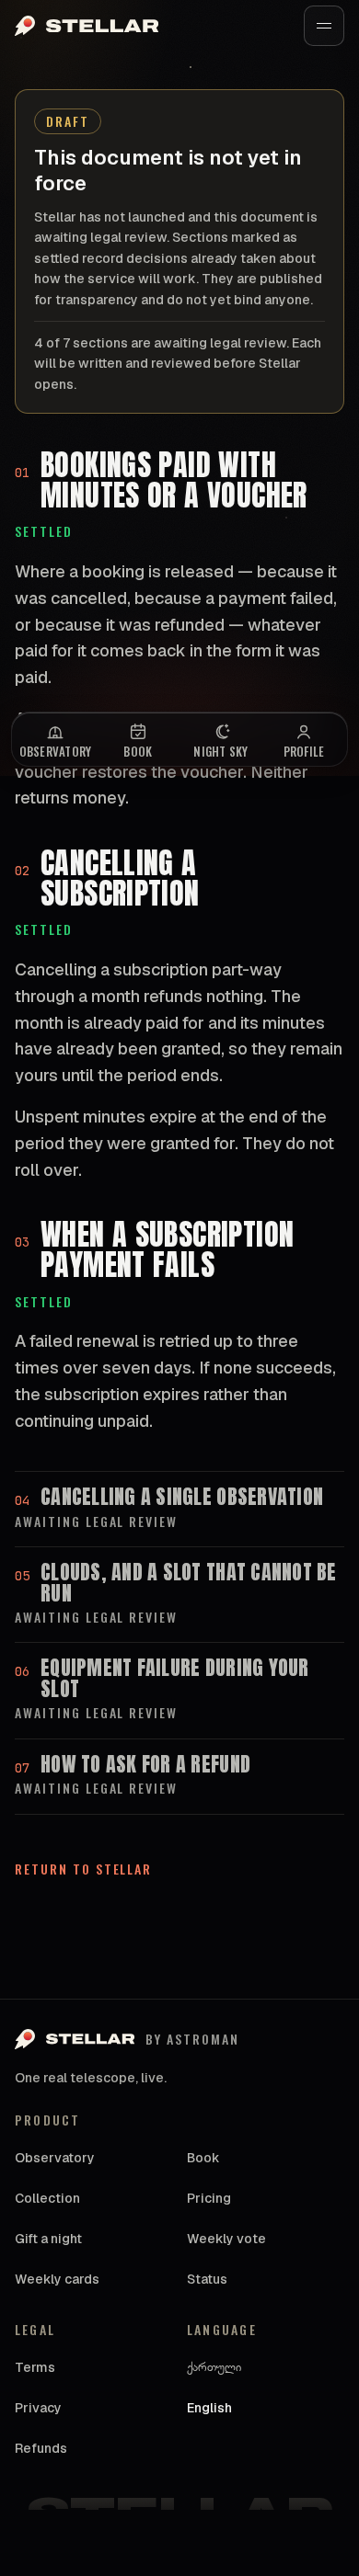 STELLAR
DRAFT
This document is not yet in
force
Stellar has not launched and this document is
awaiting legal review. Sections marked as
settled record decisions already taken about
how the service will work. They are published
for transparency and do not yet bind anyone.
4 of 7 sections are awaiting legal review. Each
will be written and reviewed before Stellar
opens.
01 BOOKINGS PAID WITH
MINUTES OR A VOUCHER
SETTLED
Where a booking is released — because it
was cancelled, because a payment failed,
or because it was refunded — whatever
paid for it comes back in the form it was
paid.
OBSERVATORY BOOK NIGHT SKY PROFILE
voucher restores the voucher. Neither
returns money.
02 CANCELLING A
SUBSCRIPTION
SETTLED
Cancelling a subscription part-way
through a month refunds nothing. The
month is already paid for and its minutes
have already been granted, so they remain
yours until the period ends.
Unspent minutes expire at the end of the
period they were granted for. They do not
roll over.
03 WHEN A SUBSCRIPTION
PAYMENT FAILS
SETTLED
A failed renewal is retried up to three
times over seven days. If none succeeds,
the subscription expires rather than
continuing unpaid.
04 CANCELLING A SINGLE OBSERVATION
AWAITING LEGAL REVIEW
05 CLOUDS, AND A SLOT THAT CANNOT BE
RUN
AWAITING LEGAL REVIEW
06 EQUIPMENT FAILURE DURING YOUR
SLOT
AWAITING LEGAL REVIEW
07 HOW TO ASK FOR A REFUND
AWAITING LEGAL REVIEW
RETURN TO STELLAR
STELLAR BY ASTROMAN
One real telescope, live.
PRODUCT
Observatory Book
Collection Pricing
Gift a night Weekly vote
Weekly cards Status
LEGAL LANGUAGE
Terms ქართული
Privacy English
Refunds
STELLAR